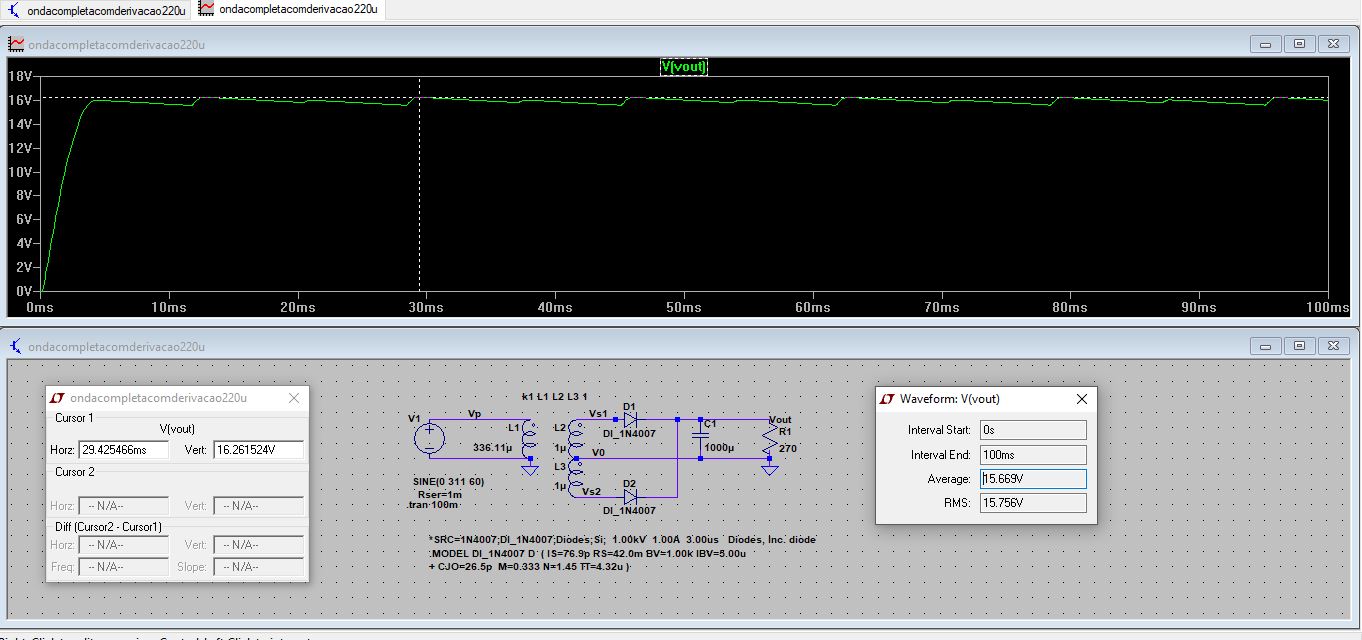 ondacompletacomderivacao220u ondacompletacomderivacao220u
ondacompletacomderivacao220u
V(vout)
18V
16V
14V
12V
10V
8V
6V
4V
2V
0V
0ms 10ms 20ms 30ms 40ms 50ms 60ms 70ms 80ms 90ms 100ms
ondacompletacomderivacao220u
ondacompletacomderivacao220u
Cursor 1
V(vout)
Horz: 29.425466ms Vert: 16.261524V
Cursor 2
Horz: -- N/A-- Vert: -- N/A--
Diff (Cursor2 - Cursor1)
Horz: -- N/A-- Vert: -- N/A--
Freq: -- N/A-- Slope: -- N/A--
k1 L1 L2 L3 1
V1 Vp L1 L2 Vs1 D1 C1 Vout
R1
DI_1N4007
336.11µ 1µ V0 1000µ 270
L3
1µ Vs2 D2
DI_1N4007
SINE(0 311 60)
Rser=1m
.tran 100m
*SRC=1N4007;DI_1N4007;Diodes;Si; 1.00kV 1.00A 3.00us Diodes, Inc. diode
.MODEL DI_1N4007 D ( IS=76.9p RS=42.0m BV=1.00k IBV=5.00u
+ CJO=26.5p M=0.333 N=1.45 TT=4.32u )
Waveform: V(vout)
Interval Start: 0s
Interval End: 100ms
Average: 15.669V
RMS: 15.756V